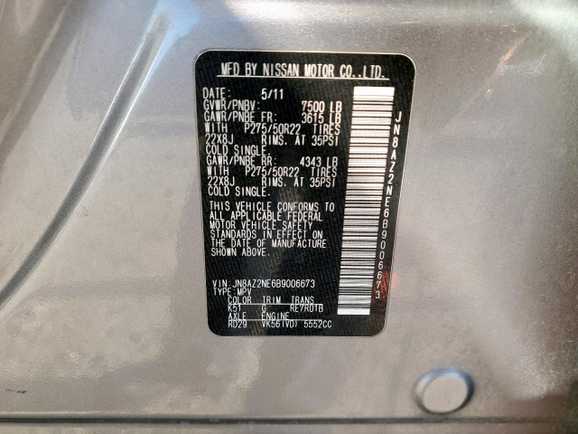 MFD BY NISSAN MOTOR CO.,LTD.
DATE: 5/11
GVWR/PNBV: 7500 LB
GAWR/PNBE FR: 3615 LB
WITH P275/50R22 TIRES
22X8J RIMS. AT 35PSI
COLD SINGLE.
GAWR/PNBE RR: 4343 LB
WITH P275/50R22 TIRES
22X8J RIMS. AT 35PSI
COLD SINGLE.
THIS VEHICLE CONFORMS TO
ALL APPLICABLE FEDERAL
MOTOR VEHICLE SAFETY
STANDARDS IN EFFECT ON
THE DATE OF MANUFACTURE
SHOWN ABOVE.
VIN:JN8AZ2NE6B9006673
TYPE:MPV
COLOR TRIM TRANS
K51 G RE7R01B
AXLE ENGINE
RD29 VK56(VD) 5552CC
JN8AZ2NE6B9006673